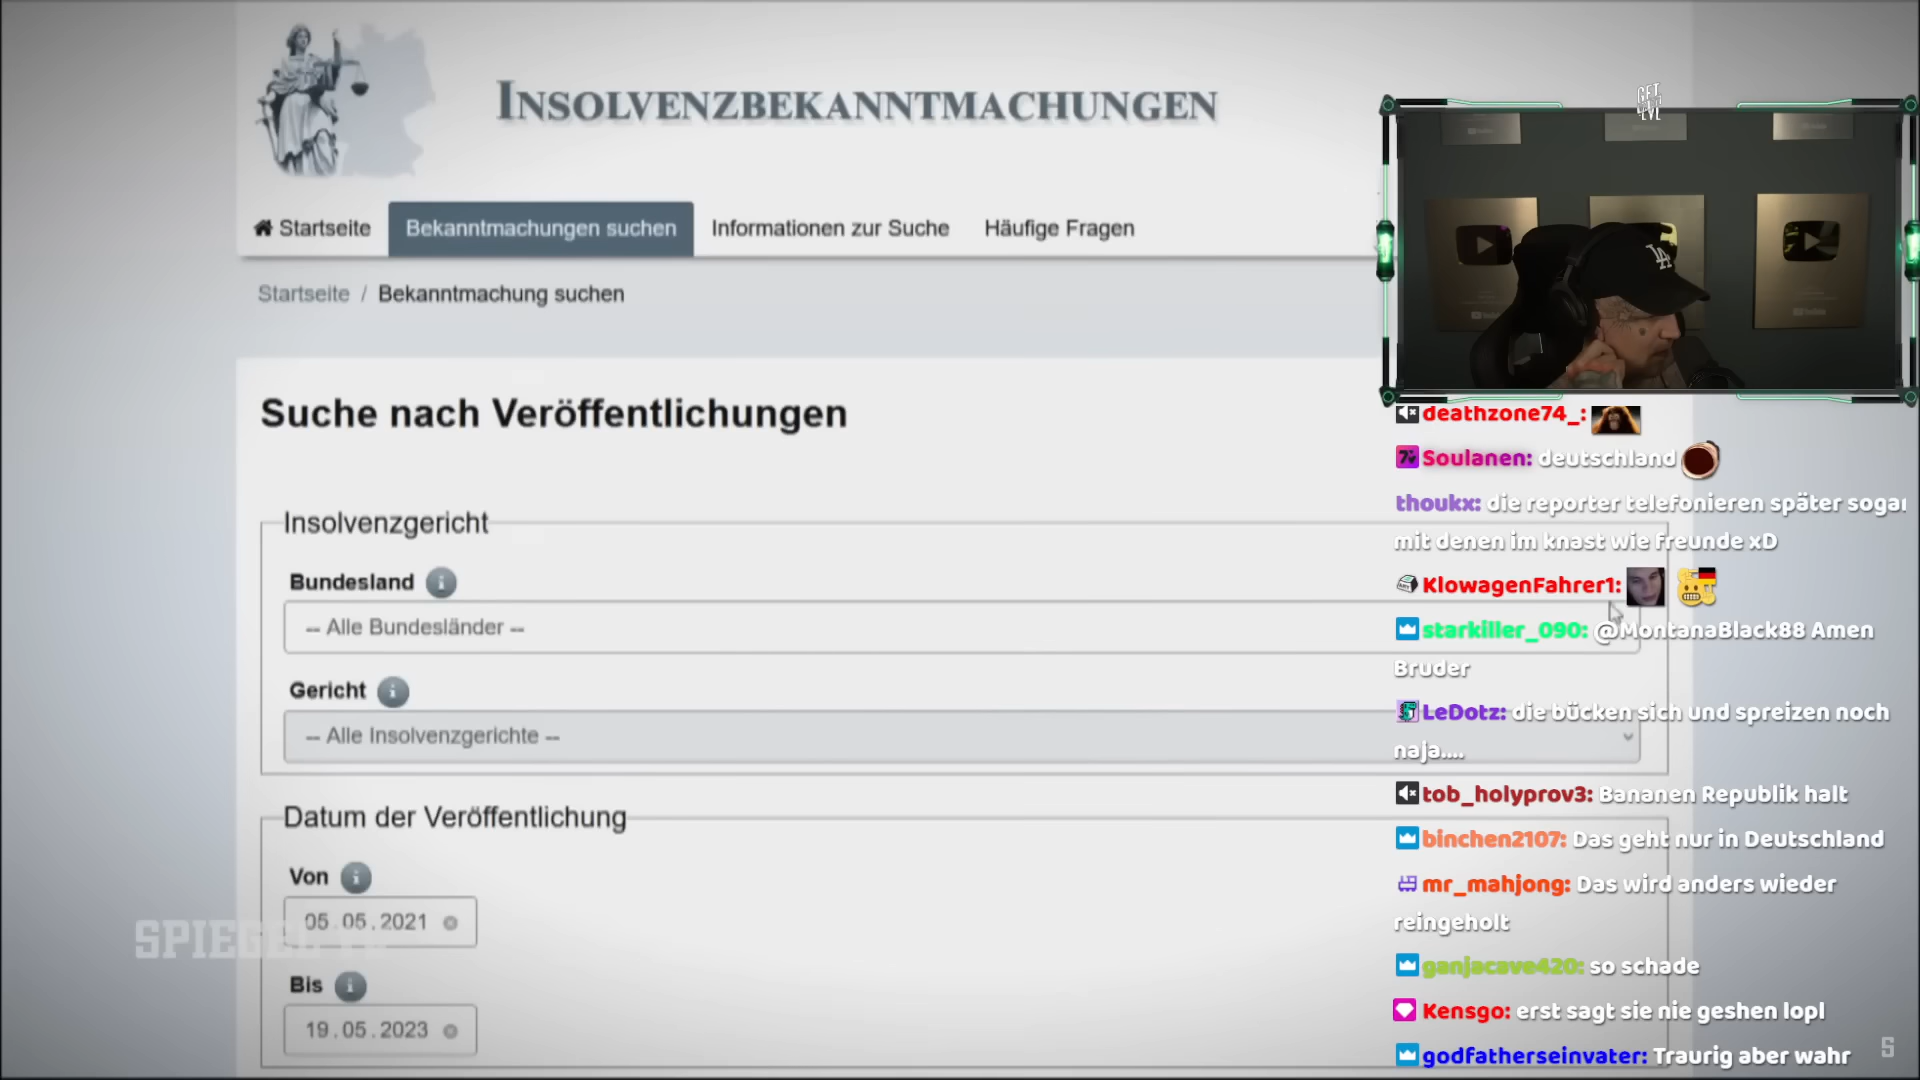 INSOLVENZBEKANNTMACHUNGEN
Startseite
Bekanntmachungen suchen
Informationen zur Suche
Häufige Fragen
Startseite / Bekanntmachung suchen
Suche nach Veröffentlichungen
Insolvenzgericht
Bundesland
-- Alle Bundesländer --
Gericht
-- Alle Insolvenzgerichte --
Datum der Veröffentlichung
Von
05.05.2021
Bis
19.05.2023
LA
deathzone74_:
Soulanen: deutschland
thoukx: die reporter telefonieren später sogar
mit denen im knast wie freunde xD
KlowagenFahrer1:
starkiller_090: @MontanaBlack88 Amen
Bruder
LeDotz: die bücken sich und spreizen noch
naja....
tob_holyprov3: Bananen Republik halt
binchen2107: Das geht nur in Deutschland
mr_mahjong: Das wird anders wieder
reingeholt
ganjacave420: so schade
Kensgo: erst sagt sie nie geshen lopl
godfatherseinvater: Traurig aber wahr
S